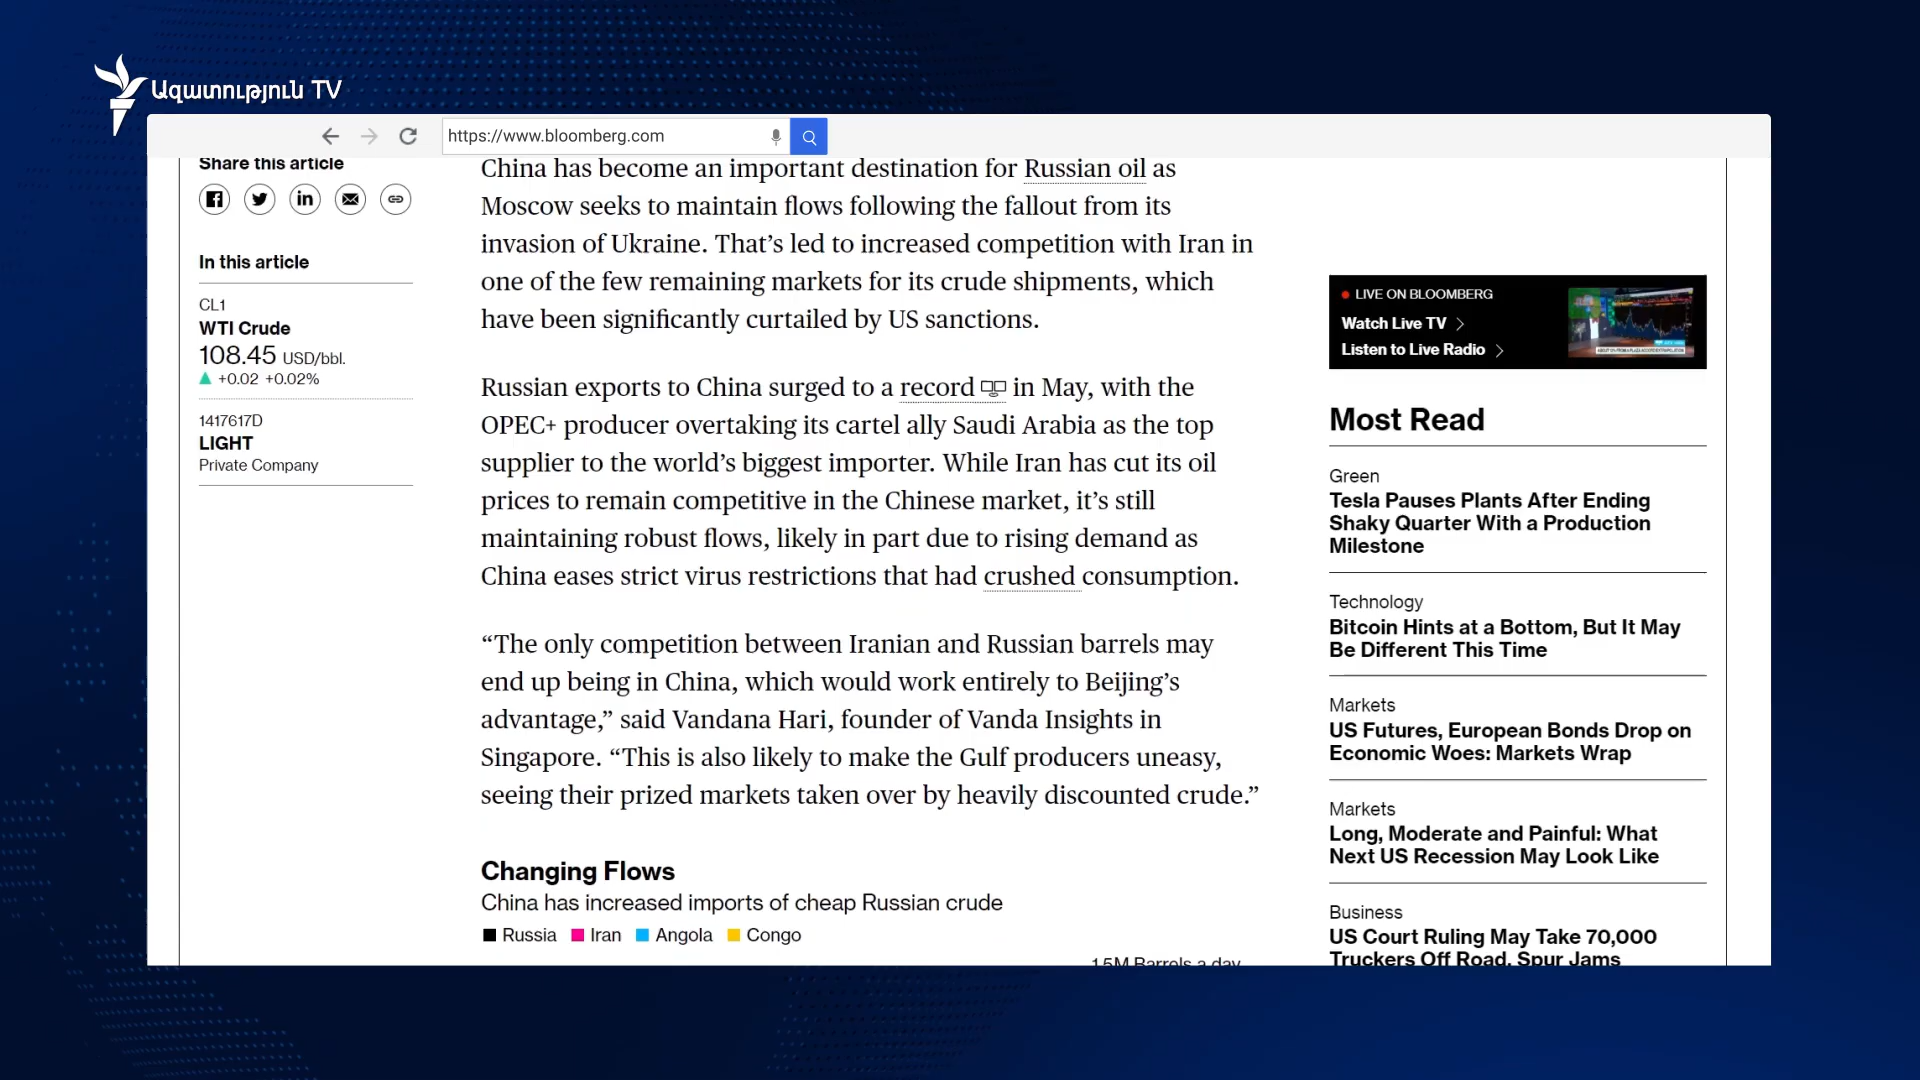 Ազատություն TV
https://www.bloomberg.com
Share this article
In this article
CL1
WTI Crude
108.45 USD/bbl.
+0.02 +0.02%
1417617D
LIGHT
Private Company
China has become an important destination for Russian oil as
Moscow seeks to maintain flows following the fallout from its
invasion of Ukraine. That’s led to increased competition with Iran in
one of the few remaining markets for its crude shipments, which
have been significantly curtailed by US sanctions.
Russian exports to China surged to a record in May, with the
OPEC+ producer overtaking its cartel ally Saudi Arabia as the top
supplier to the world’s biggest importer. While Iran has cut its oil
prices to remain competitive in the Chinese market, it’s still
maintaining robust flows, likely in part due to rising demand as
China eases strict virus restrictions that had crushed consumption.
“The only competition between Iranian and Russian barrels may
end up being in China, which would work entirely to Beijing’s
advantage,” said Vandana Hari, founder of Vanda Insights in
Singapore. “This is also likely to make the Gulf producers uneasy,
seeing their prized markets taken over by heavily discounted crude.”
Changing Flows
China has increased imports of cheap Russian crude
Russia Iran Angola Congo
1.5M Barrels a day
LIVE ON BLOOMBERG
Watch Live TV
Listen to Live Radio
Most Read
Green
Tesla Pauses Plants After Ending
Shaky Quarter With a Production
Milestone
Technology
Bitcoin Hints at a Bottom, But It May
Be Different This Time
Markets
US Futures, European Bonds Drop on
Economic Woes: Markets Wrap
Markets
Long, Moderate and Painful: What
Next US Recession May Look Like
Business
US Court Ruling May Take 70,000
Truckers Off Road, Spur Jams